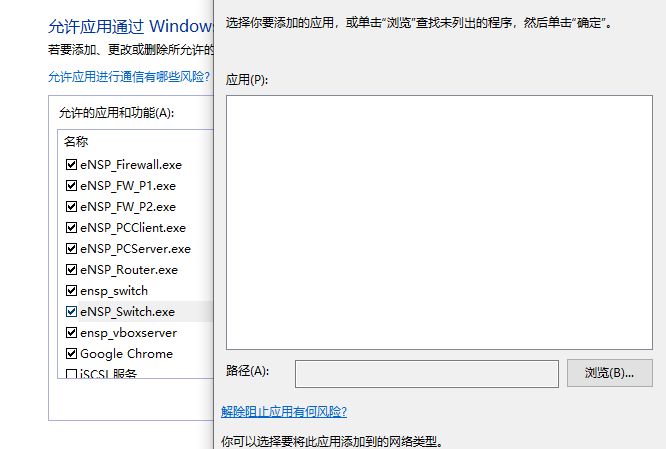 允许应用通过 Windows
若要添加、更改或删除所允许的
允许应用进行通信有哪些风险?
允许的应用和功能(A):
名称
eNSP_Firewall.exe
eNSP_FW_P1.exe
eNSP_FW_P2.exe
eNSP_PCClient.exe
eNSP_PCServer.exe
eNSP_Router.exe
ensp_switch
eNSP_Switch.exe
ensp_vboxserver
Google Chrome
iSCSI 服务
选择你要添加的应用，或单击"浏览"查找未列出的程序，然后单击"确定"。
应用(P):
路径(A):
浏览(B)...
解除阻止应用有何风险?
你可以选择要将此应用添加到的网络类型。